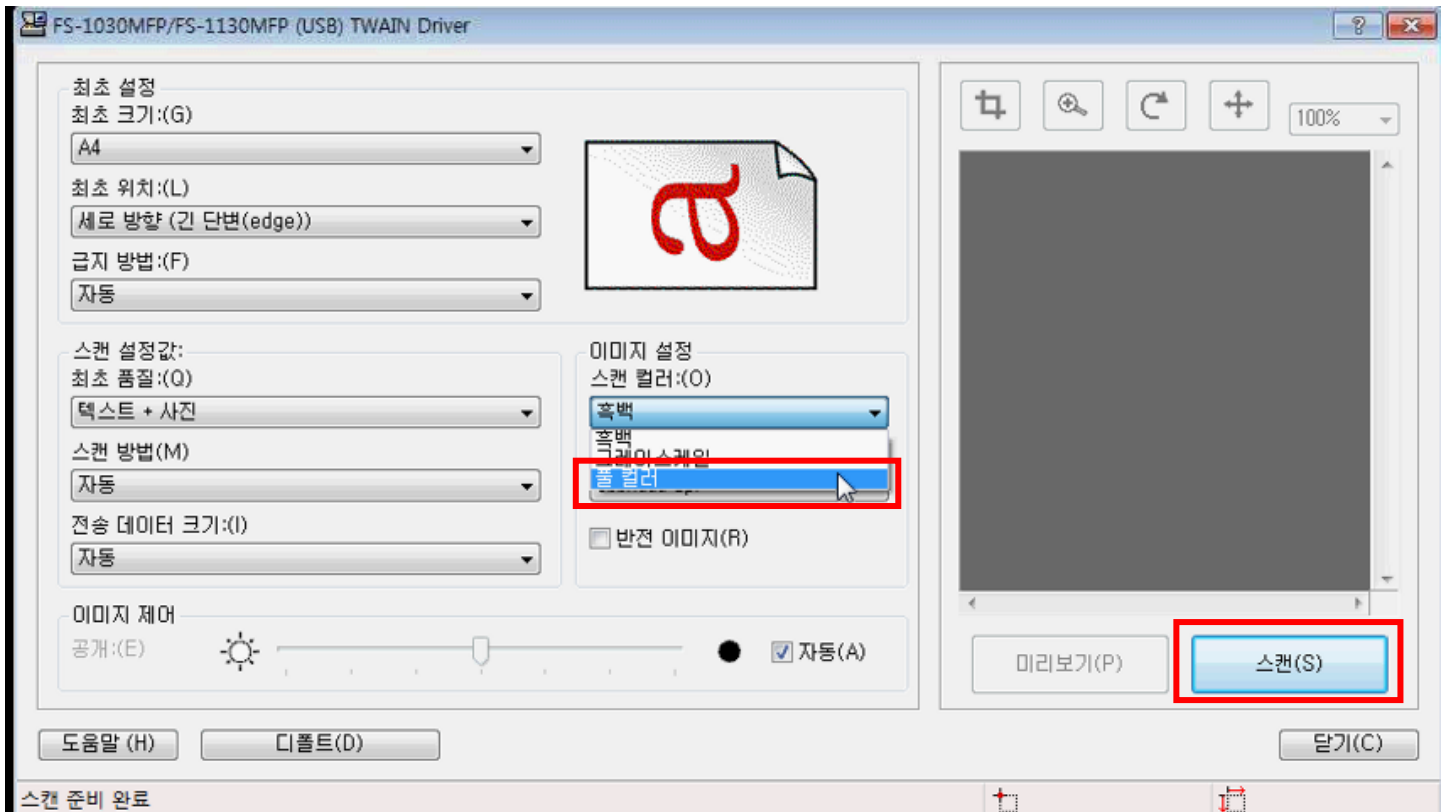 FS-1030MFP/FS-1130MFP (USB) TWAIN Driver
최초 설정
최초 크기:(G)
A4
최초 위치:(L)
세로 방향 (긴 단변(edge))
급지 방법:(F)
자동
a
스캔 설정값:
최초 품질:(Q)
텍스트 + 사진
스캔 방법(M)
자동
전송 데이터 크기:(I)
자동
이미지 설정
스캔 컬러:(O)
흑백
흑백
그레이스케일
풀 컬러
반전 이미지(R)
이미지 제어
공개:(E)
자동(A)
100%
미리보기(P)
스캔(S)
도움말 (H)
디폴트(D)
닫기(C)
스캔 준비 완료